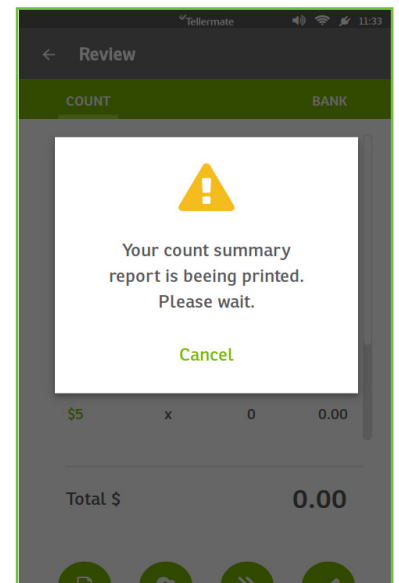 Tellermate 11:33
Review
COUNT BANK
Your count summary
report is beeing printed.
Please wait.
Cancel
$5 x 0 0.00
Total $ 0.00